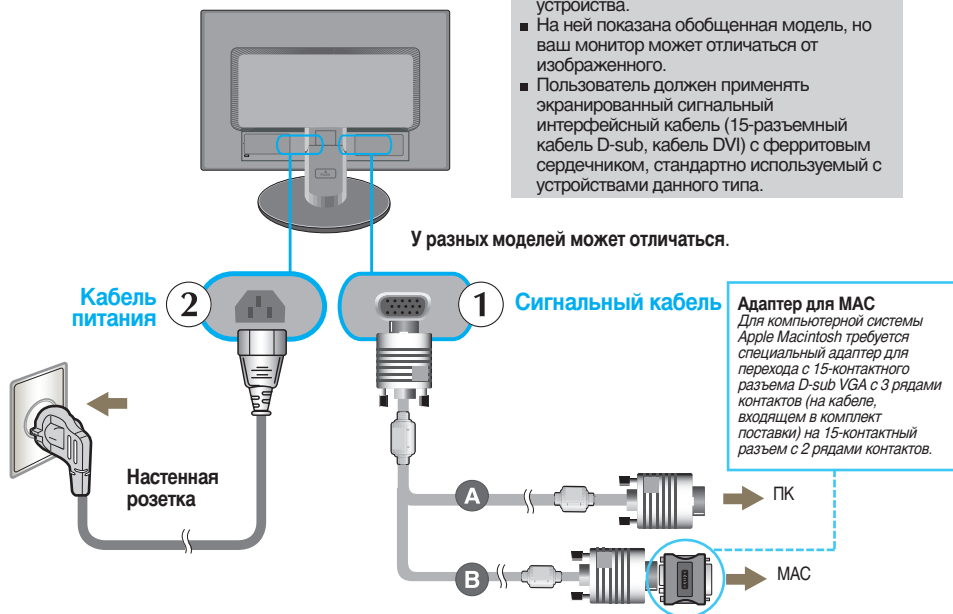 устройства.
■ На ней показана обобщенная модель, но
ваш монитор может отличаться от
изображенного.
■ Пользователь должен применять
экранированный сигнальный
интерфейсный кабель (15-разъемный
кабель D-sub, кабель DVI) с ферритовым
сердечником, стандартно используемый с
устройствами данного типа.
У разных моделей может отличаться.
Кабель
питания
2
1
Сигнальный кабель
Адаптер для MAC
Для компьютерной системы
Apple Macintosh требуется
специальный адаптер для
перехода с 15-контактного
разъема D-sub VGA с 3 рядами
контактов (на кабеле,
входящем в комплект
поставки) на 15-контактный
разъем с 2 рядами контактов.
Настенная
розетка
A
ПК
B
MAC